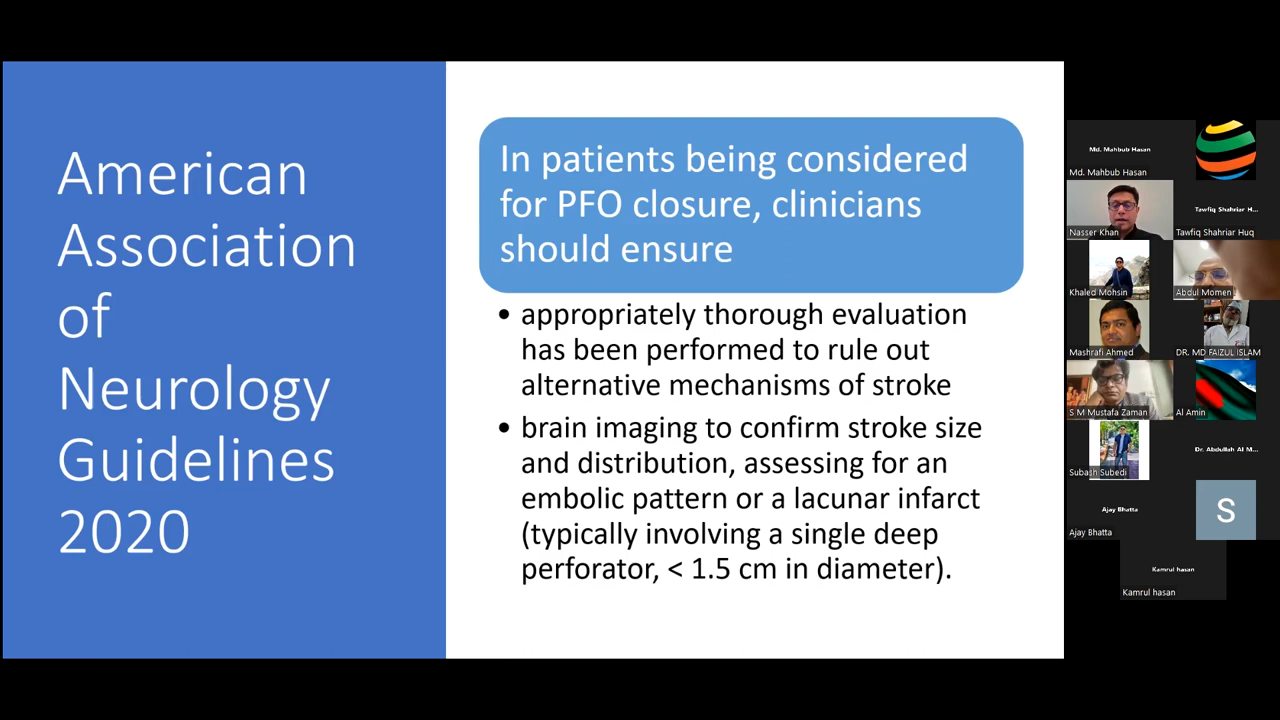 American
Association
of
Neurology
Guidelines
2020
In patients being considered
for PFO closure, clinicians
should ensure
• appropriately thorough evaluation
has been performed to rule out
alternative mechanisms of stroke
• brain imaging to confirm stroke size
and distribution, assessing for an
embolic pattern or a lacunar infarct
(typically involving a single deep
perforator, < 1.5 cm in diameter).
Md. Mahbub Hasan
Md. Mahbub Hasan
Nasser Khan
Tawfiq Shahriar H...
Tawfiq Shahriar Huq
Khaled Mohsin
Abdul Momen
Mashrafi Ahmed
DR. MD FAIZUL ISLAM
S M Mustafa Zaman
Al Amin
Subash Subedi
Dr. Abdullah Al M...
Ajay Bhatta
Ajay Bhatta
S
Kamrul hasan
Kamrul hasan